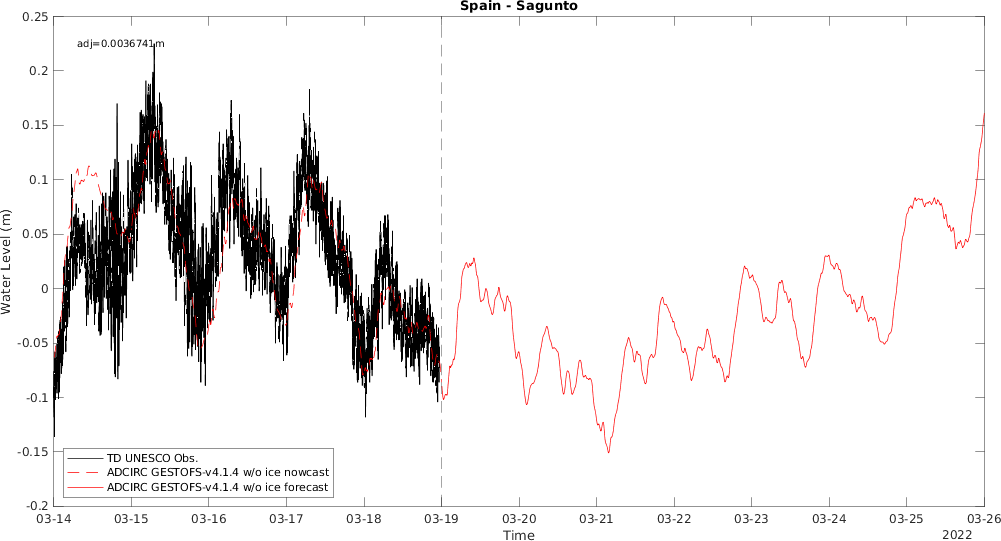 Spain - Sagunto
adj=0.0036741m
0.25
0.2
0.15
0.1
0.05
0
-0.05
-0.1
-0.15
-0.2
Water Level (m)
TD UNESCO Obs.
ADCIRC GESTOFS-v4.1.4 w/o ice nowcast
ADCIRC GESTOFS-v4.1.4 w/o ice forecast
03-14 03-15 03-16 03-17 03-18 03-19 03-20 03-21 03-22 03-23 03-24 03-25 03-26
Time
2022